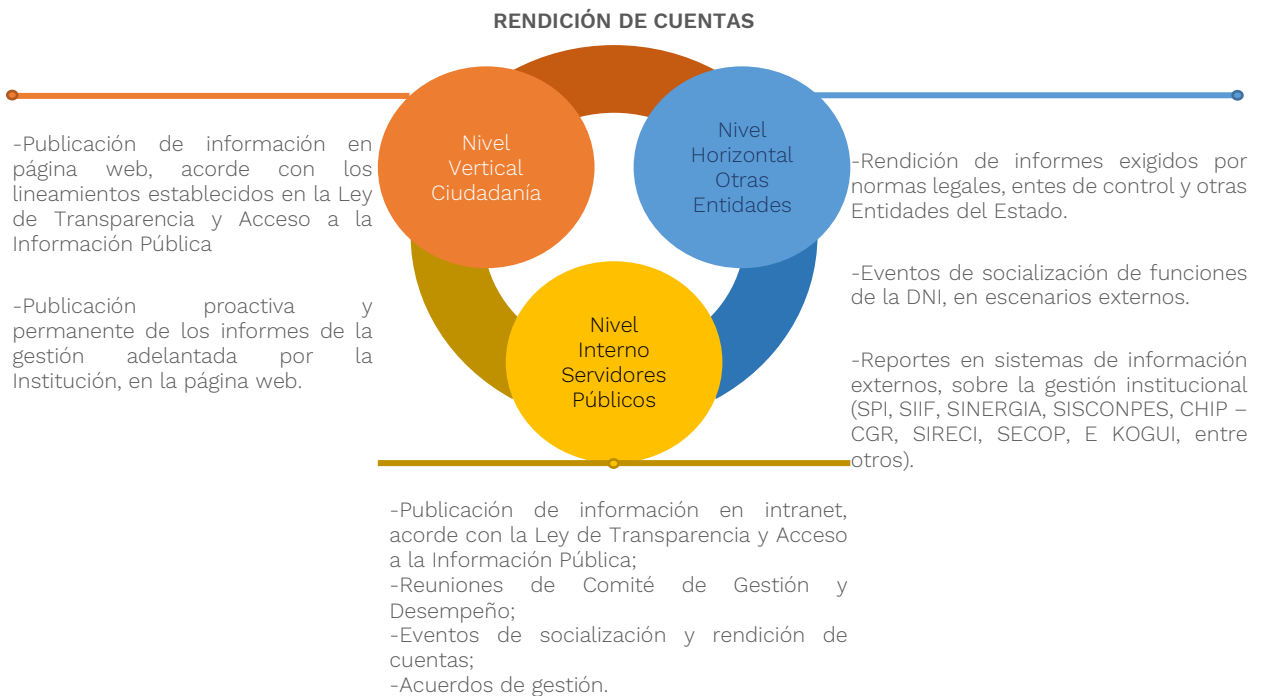 RENDICIÓN DE CUENTAS
Nivel
Vertical
Ciudadanía
-Publicación de información en
página web, acorde con los
lineamientos establecidos en la Ley
de Transparencia y Acceso a la
Información Pública
-Publicación proactiva y
permanente de los informes de la
gestión adelantada por la
Institución, en la página web.
Nivel
Horizontal
Otras
Entidades
-Rendición de informes exigidos por
normas legales, entes de control y otras
Entidades del Estado.
-Eventos de socialización de funciones
de la DNI, en escenarios externos.
-Reportes en sistemas de información
externos, sobre la gestión institucional
(SPI, SIIF, SINERGIA, SISCONPES, CHIP –
CGR, SIRECI, SECOP, E KOGUI, entre
otros).
Nivel
Interno
Servidores
Públicos
-Publicación de información en intranet,
acorde con la Ley de Transparencia y Acceso
a la Información Pública;
-Reuniones de Comité de Gestión y
Desempeño;
-Eventos de socialización y rendición de
cuentas;
-Acuerdos de gestión.